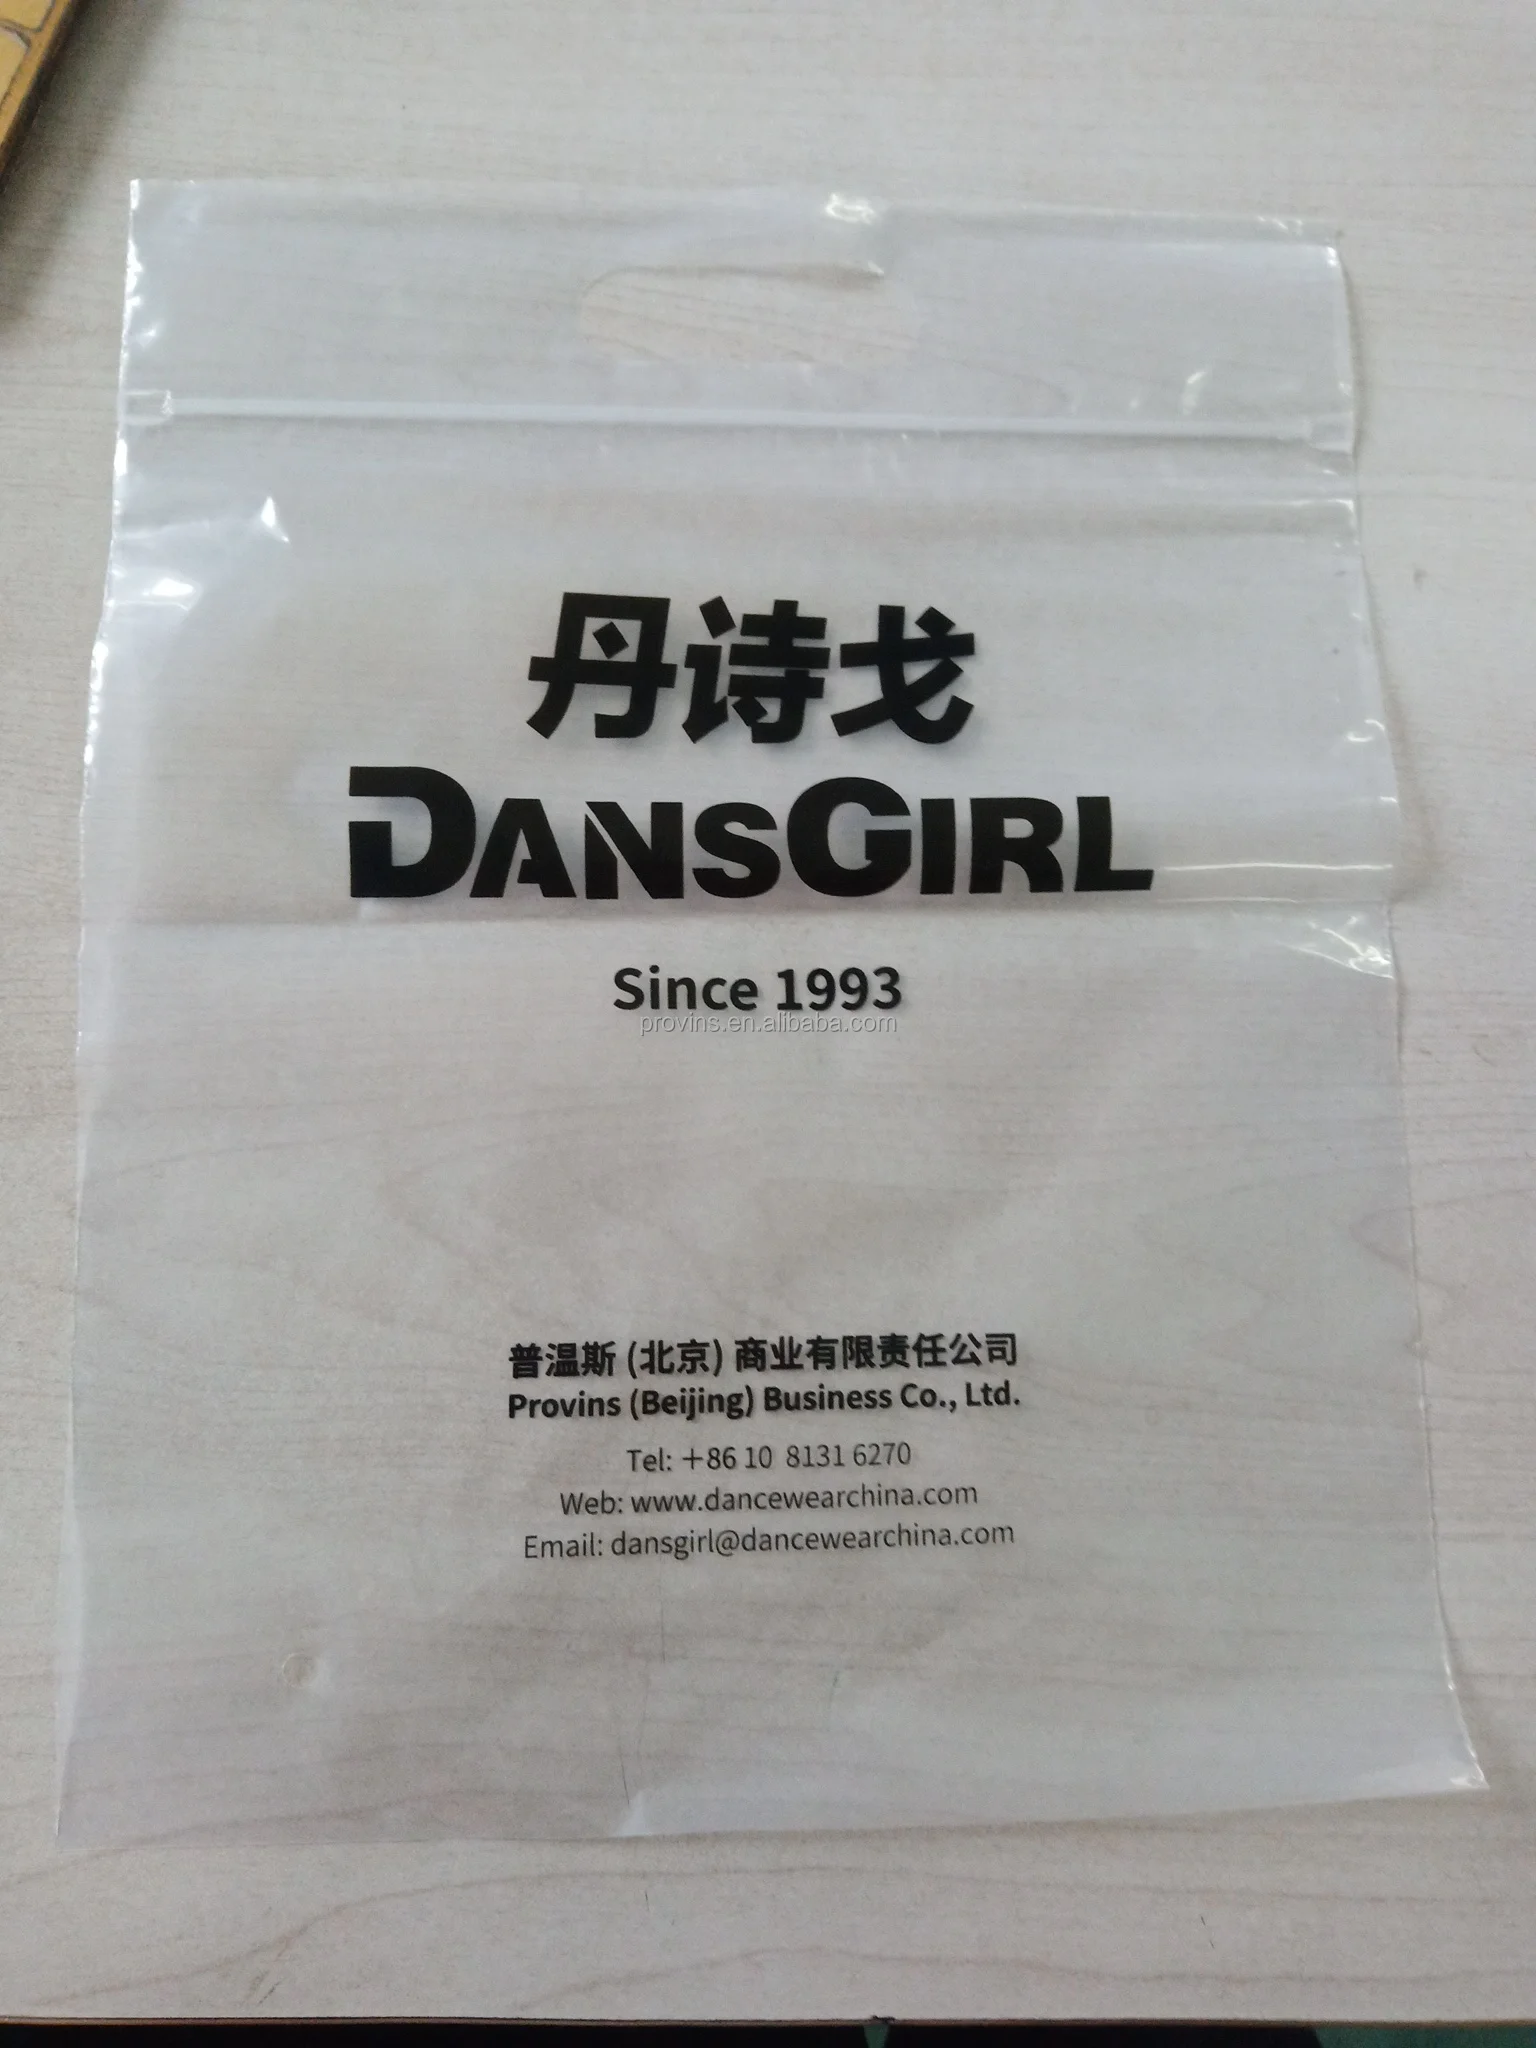 丹诗戈
DANSGIRL
Since 1993
provins.en.alibaba.com
普温斯 (北京) 商业有限责任公司
Provins (Beijing) Business Co., Ltd.
Tel: +86 10 8131 6270
Web: www.dancewearchina.com
Email: dansgirl@dancewearchina.com